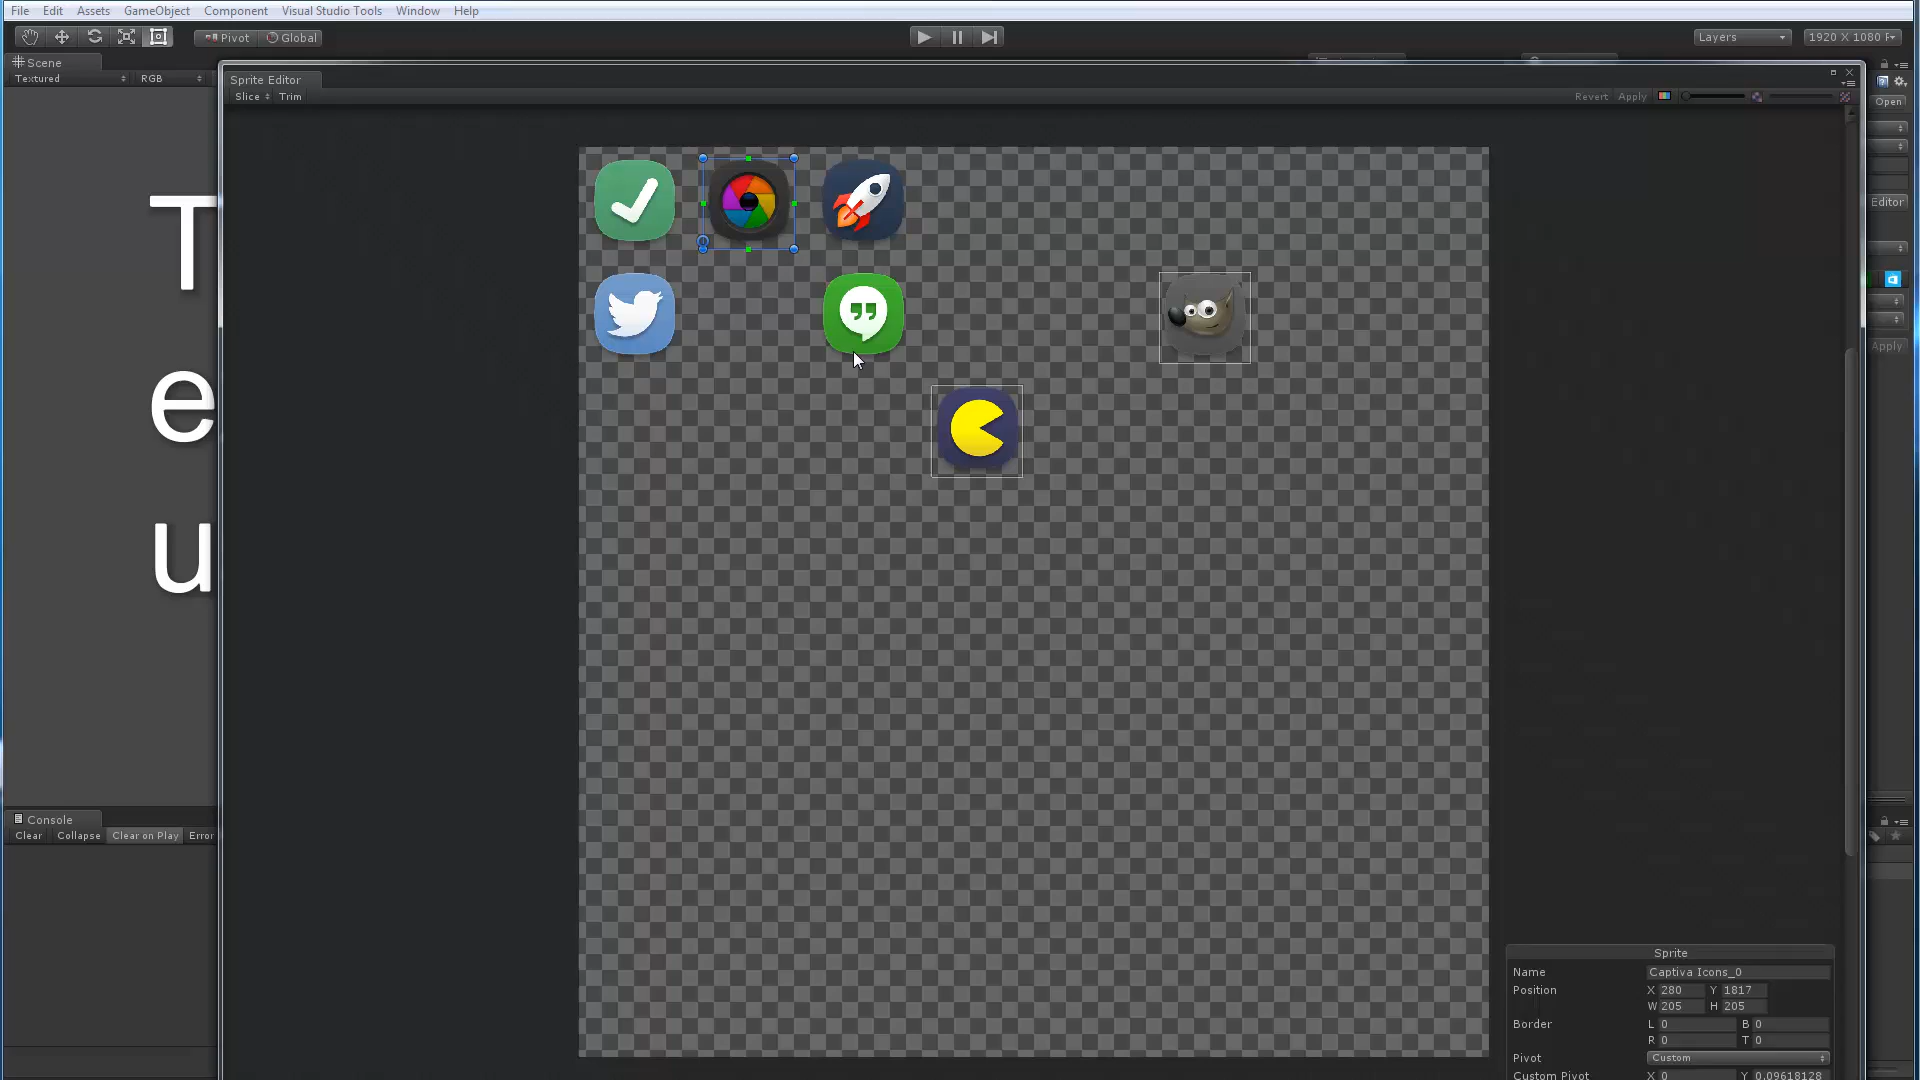 File Edit Assets GameObject Component Visual Studio Tools Window Help
Pivot Global Layers 1920 X 1080
Scene
Textured RGB
Sprite Editor
Slice Trim Revert Apply
Open
T
Editor
Apply
e
u
Console
Clear Collapse Clear on Play Error
Sprite
Name Captiva Icons_0
Position X 280 Y 1817
W 205 H 205
Border L 0 B 0
R 0 T 0
Pivot Custom
Custom Pivot X 0 Y 0.09618128